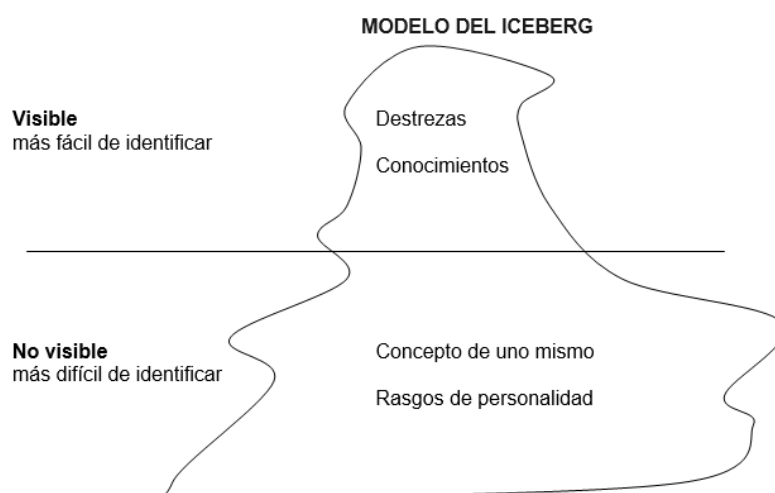 MODELO DEL ICEBERG
Visible
más fácil de identificar
Destrezas
Conocimientos
No visible
más difícil de identificar
Concepto de uno mismo
Rasgos de personalidad